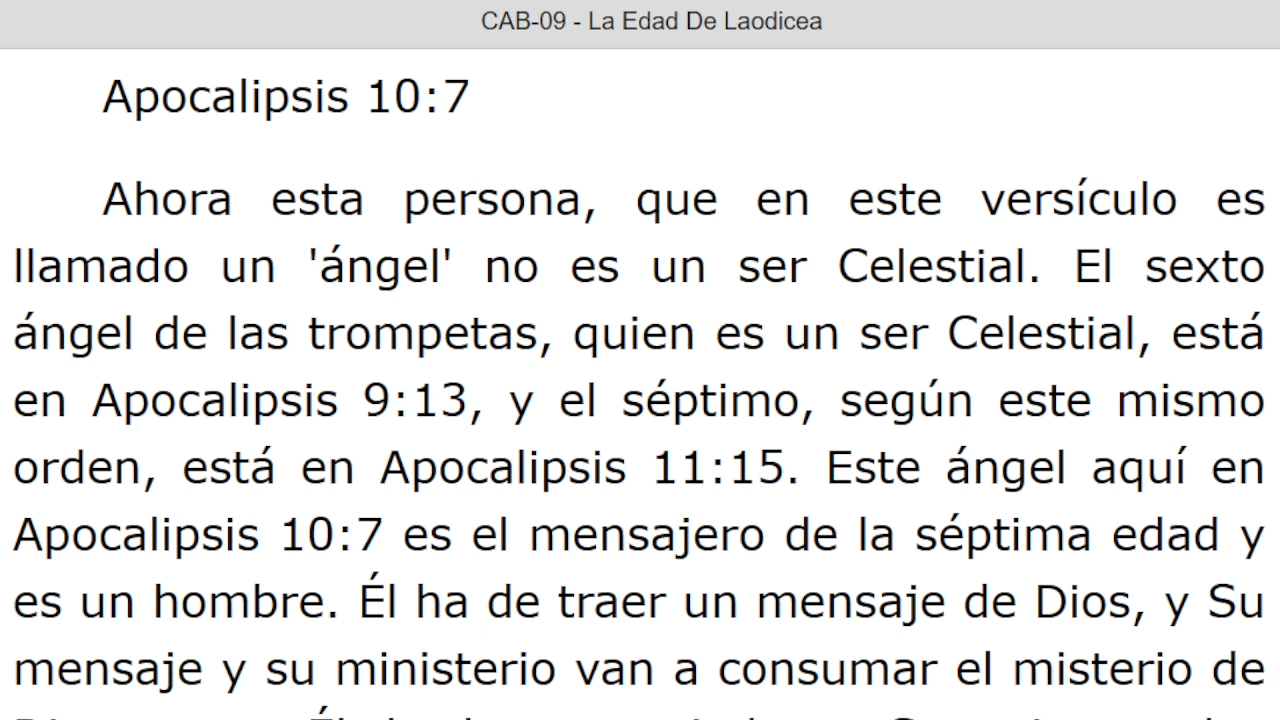 CAB-09 - La Edad De Laodicea
Apocalipsis 10:7
Ahora esta persona, que en este versículo es
llamado un 'ángel' no es un ser Celestial. El sexto
ángel de las trompetas, quien es un ser Celestial, está
en Apocalipsis 9:13, y el séptimo, según este mismo
orden, está en Apocalipsis 11:15. Este ángel aquí en
Apocalipsis 10:7 es el mensajero de la séptima edad y
es un hombre. Él ha de traer un mensaje de Dios, y Su
mensaje y su ministerio van a consumar el misterio de